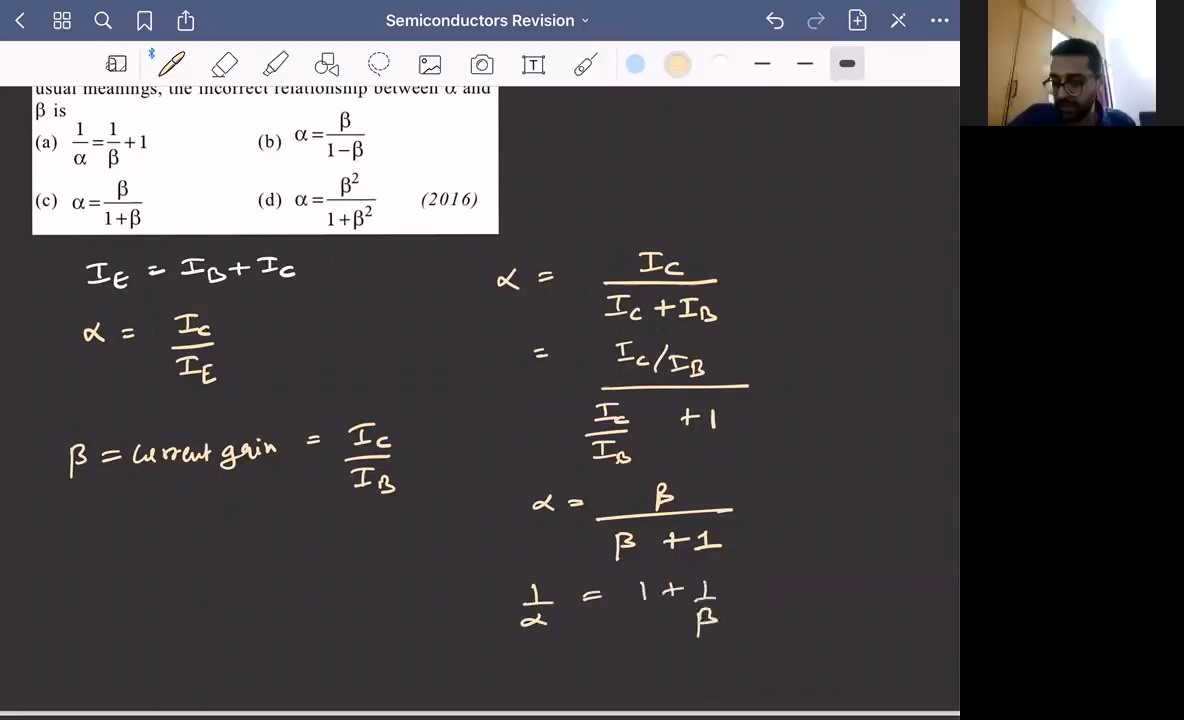 Semiconductors Revision
T
usual meanings, the incorrect relationship between α and
β is
(a) 1/α = 1/β + 1 (b) α = β/(1−β)
(c) α = β/(1+β) (d) α = β²/(1+β²) (2016)
I_E = I_B + I_C
α = I_C/I_E
β = current gain = I_C/I_B
α = I_C/(I_C + I_B)
= (I_C/I_B)/(I_C/I_B + 1)
α = β/(β + 1)
1/α = 1 + 1/β